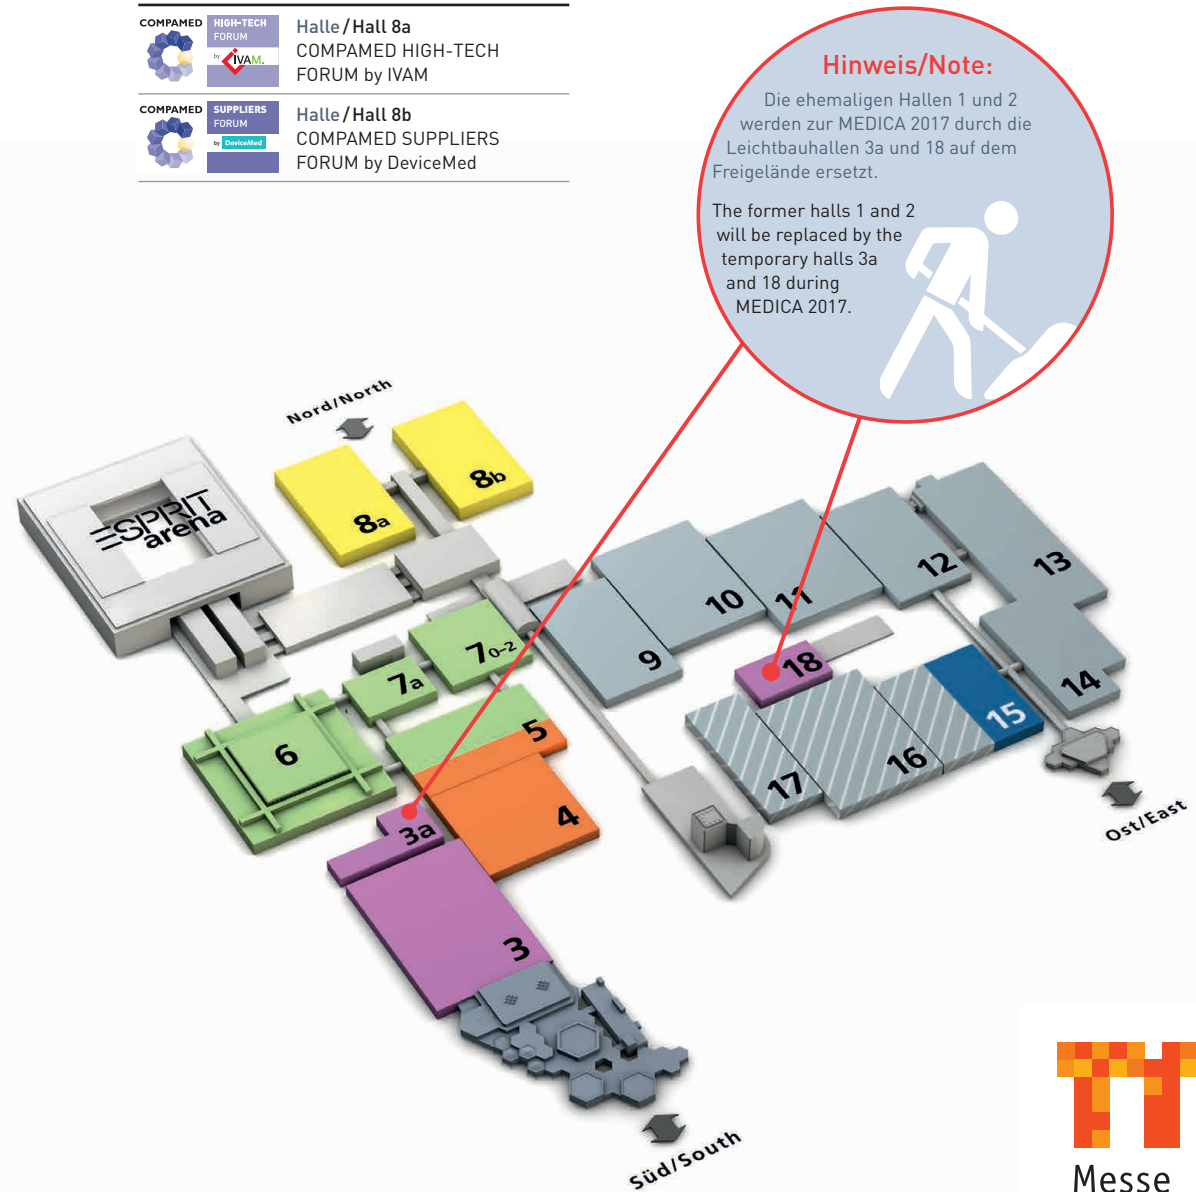 COMPAMED
HIGH-TECH
FORUM
by IVAM.
Halle/Hall 8a
COMPAMED HIGH-TECH
FORUM by IVAM
COMPAMED
SUPPLIERS
FORUM
by DeviceMed
Halle/Hall 8b
COMPAMED SUPPLIERS
FORUM by DeviceMed
Hinweis/Note:
Die ehemaligen Hallen 1 und 2
werden zur MEDICA 2017 durch die
Leichtbauhallen 3a und 18 auf dem
Freigelände ersetzt.
The former halls 1 and 2
will be replaced by the
temporary halls 3a
and 18 during
MEDICA 2017.
Nord/North
ESPRIT
arena
8a
8b
9
10
11
12
13
14
15
16
17
18
7 0–2
7a
6
5
4
3a
3
Ost/East
Süd/South
Messe